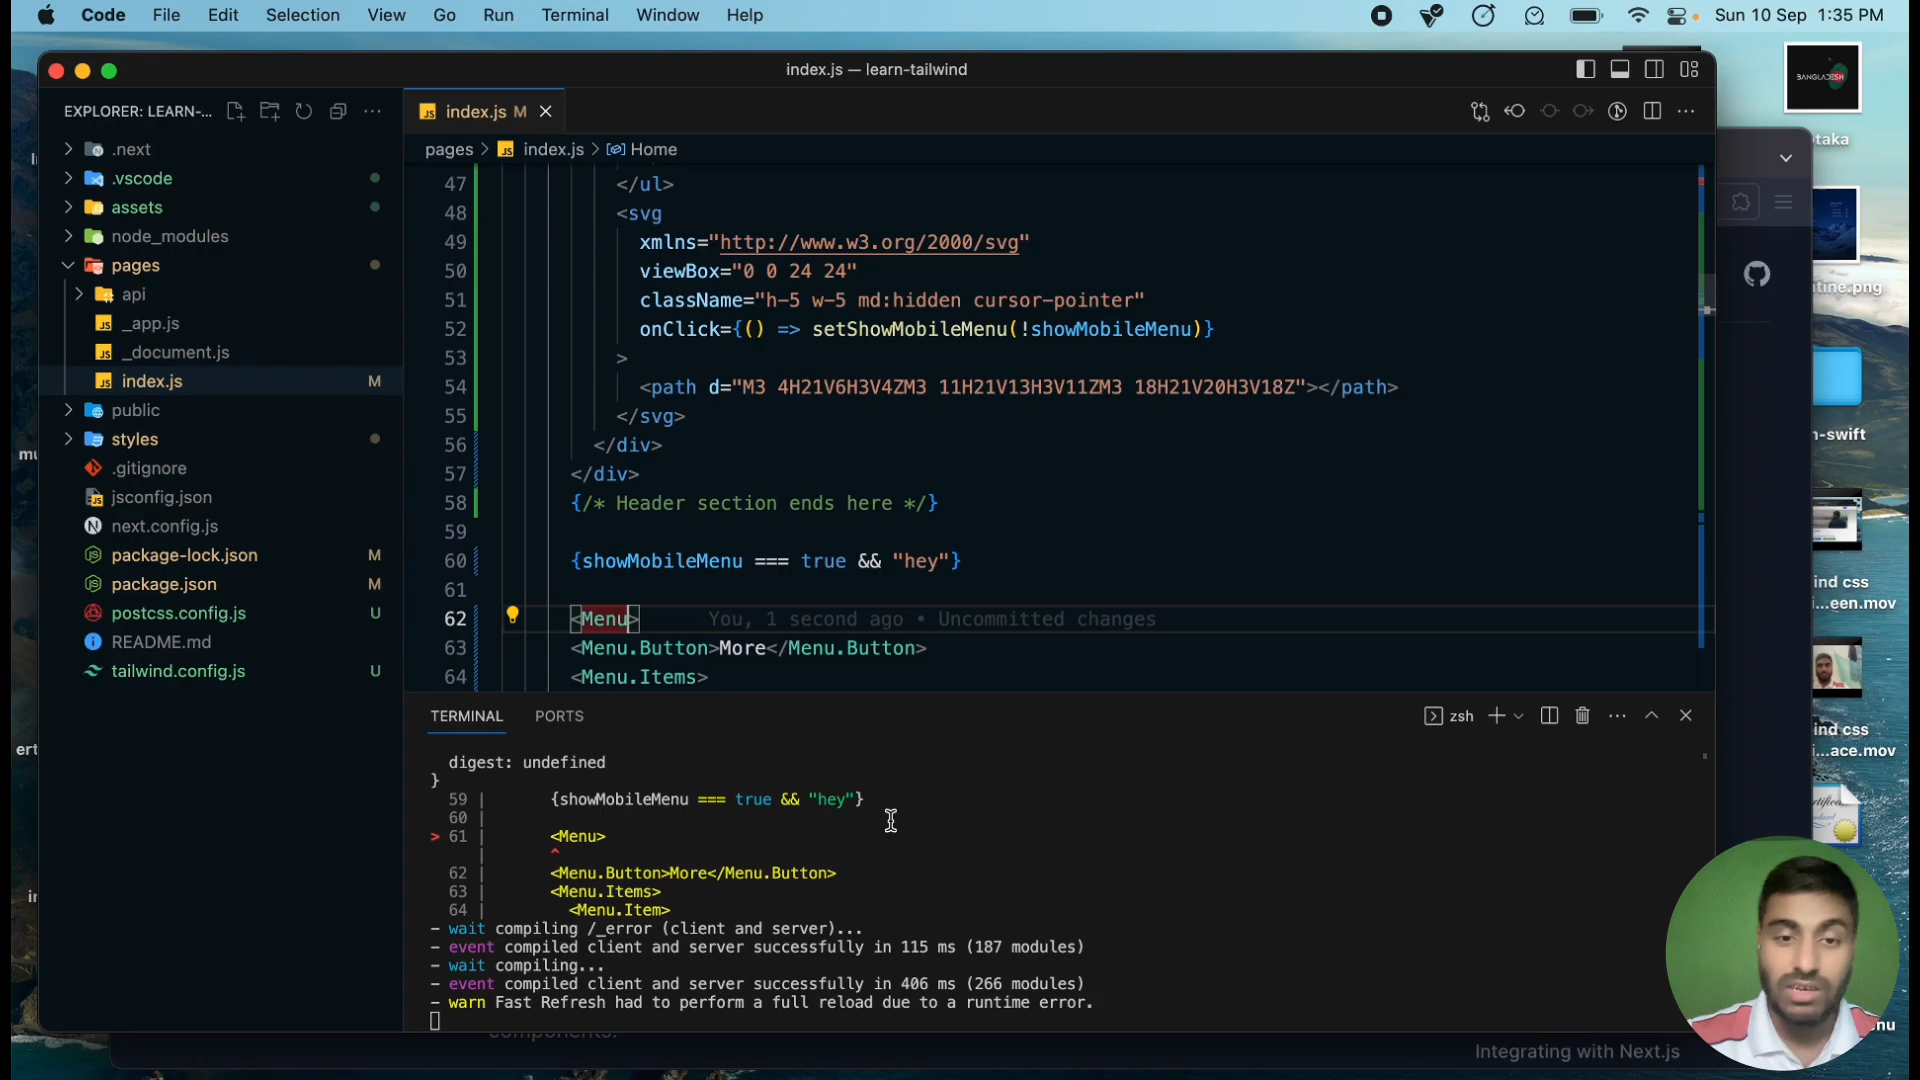 Code File Edit Selection View Go Run Terminal Window Help Sun 10 Sep 1:35 PM
index.js — learn-tailwind
EXPLORER: LEARN-...
index.js M
pages > index.js > Home
.next
.vscode
assets
node_modules
pages
api
_app.js
_document.js
index.js M
public
styles
.gitignore
jsconfig.json
next.config.js
package-lock.json M
package.json M
postcss.config.js U
README.md
tailwind.config.js U
47 </ul>
48 <svg
49 xmlns="http://www.w3.org/2000/svg"
50 viewBox="0 0 24 24"
51 className="h-5 w-5 md:hidden cursor-pointer"
52 onClick={() => setShowMobileMenu(!showMobileMenu)}
53 >
54 <path d="M3 4H21V6H3V4ZM3 11H21V13H3V11ZM3 18H21V20H3V18Z"></path>
55 </svg>
56 </div>
57 </div>
58 {/* Header section ends here */}
59
60 {showMobileMenu === true && "hey"}
61
62 <Menu> You, 1 second ago • Uncommitted changes
63 <Menu.Button>More</Menu.Button>
64 <Menu.Items>
TERMINAL PORTS zsh
digest: undefined
}
59 | {showMobileMenu === true && "hey"}
60 |
> 61 | <Menu>
| ^
62 | <Menu.Button>More</Menu.Button>
63 | <Menu.Items>
64 | <Menu.Item>
- wait compiling /_error (client and server)...
- event compiled client and server successfully in 115 ms (187 modules)
- wait compiling...
- event compiled client and server successfully in 406 ms (266 modules)
- warn Fast Refresh had to perform a full reload due to a runtime error.
components.
Integrating with Next.js
BANGLADESH
taka
tine.png
n-swift
ind css
...een.mov
ind css
...ace.mov
nu